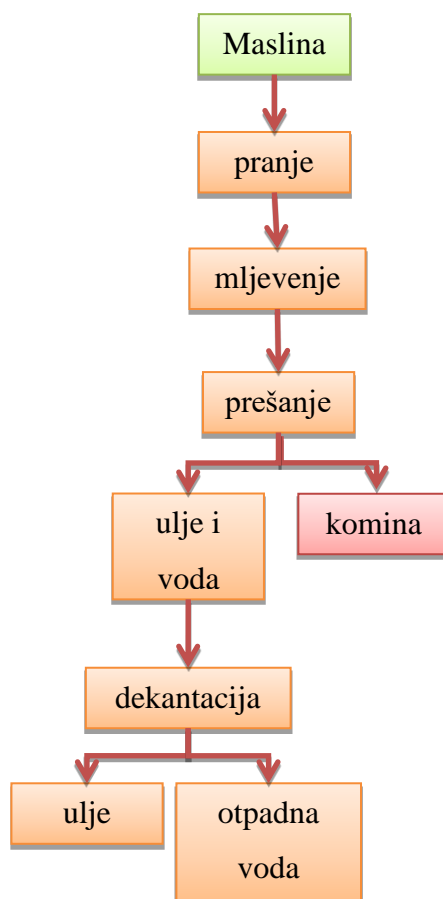 Maslina
pranje
mljevenje
prešanje
ulje i
voda
komina
dekantacija
ulje
otpadna
voda